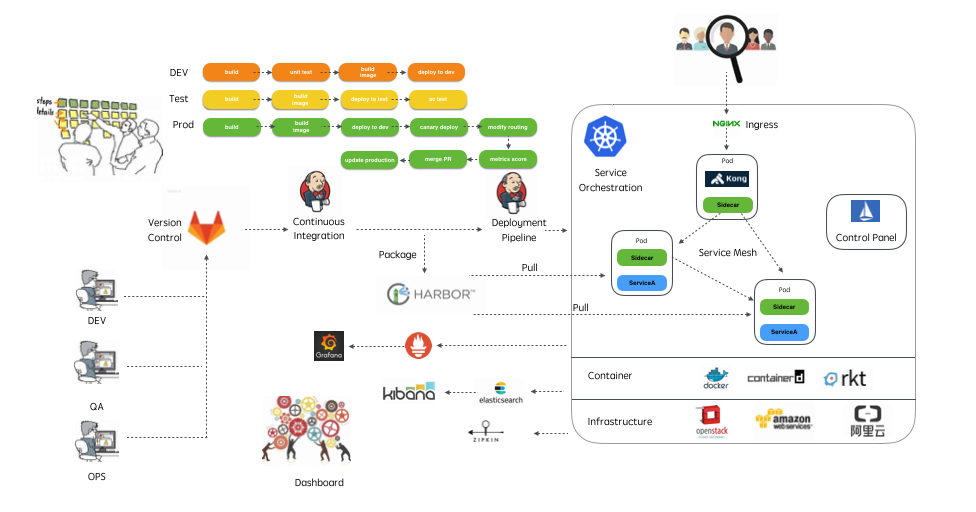 DEV
build
unit test
build
image
deploy to dev
steps
details
Test
build
build
image
deploy to test
ac test
Prod
build
build
image
deploy to dev
canary deploy
modify routing
update production
merge PR
metrics score
NGINX
Ingress
Service
Orchestration
Pod
Kong
Sidecar
Control Panel
Version
Control
Continuous
Integration
Deployment
Pipeline
Package
Pull
HARBOR™
Pull
Service Mesh
Pod
Sidecar
ServiceA
Pod
Sidecar
ServiceA
DEV
QA
OPS
Grafana
kibana
elasticsearch
ZIPKIN
Dashboard
Container
docker
containerd
rkt
Infrastructure
openstack
amazon
webservices
阿里云